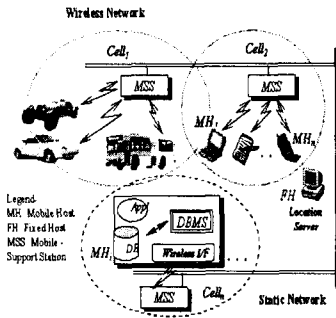 Wireless Network
Cell1
Cell2
MSS
MSS
MH1
MHn
Legend
MH Mobile Host
FH Fixed Host
MSS Mobile -
Support Station
FH
Location
Server
Appl
DBMS
DB
MHi
Wireless I/f
MSS
Celln
Static Network